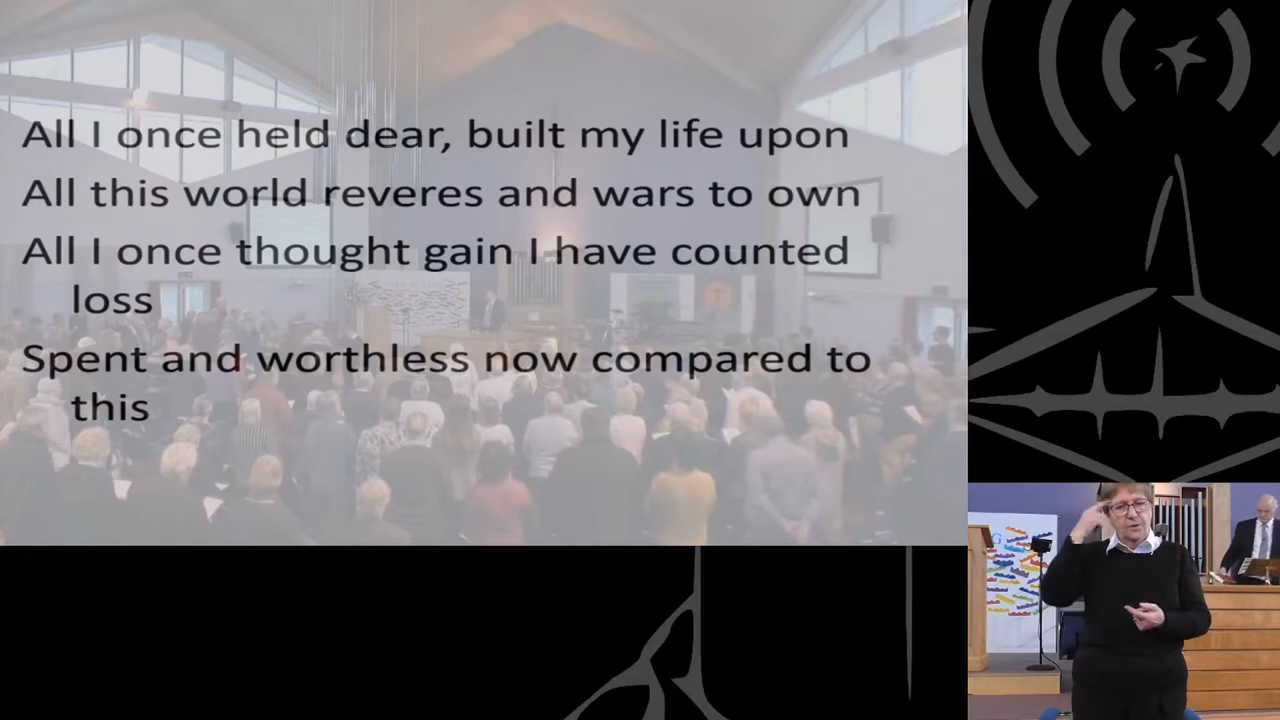 All I once held dear, built my life upon
All this world reveres and wars to own
All I once thought gain I have counted
loss
Spent and worthless now compared to
this